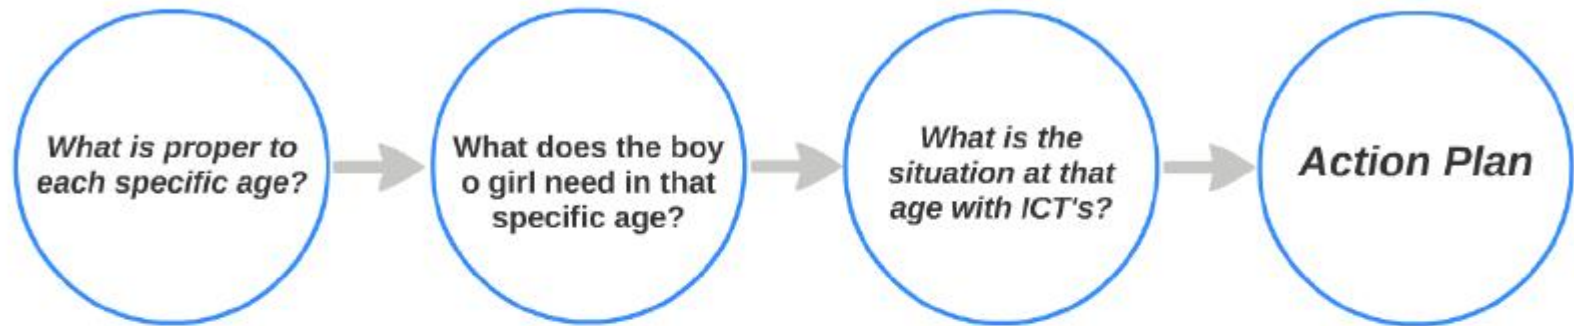 What is proper to
each specific age?
What does the boy
o girl need in that
specific age?
What is the
situation at that
age with ICT's?
Action Plan